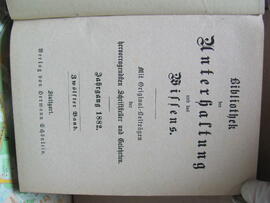 Bibliothek
der
Unterhaltung
und des
Wissens.
Mit Original-Beiträgen
der
hervorragendsten Schriftsteller und Gelehrten.
Jahrgang 1882.
Zwölfter Band.
Stuttgart.
Verlag von Hermann Schönlein.